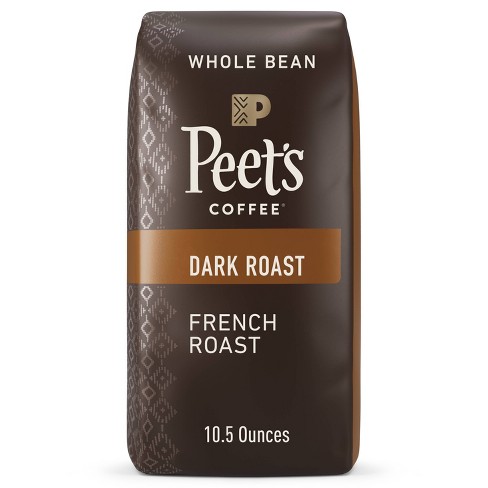 WHOLE BEAN
P
Peet's
COFFEE®
DARK ROAST
FRENCH
ROAST
10.5 Ounces